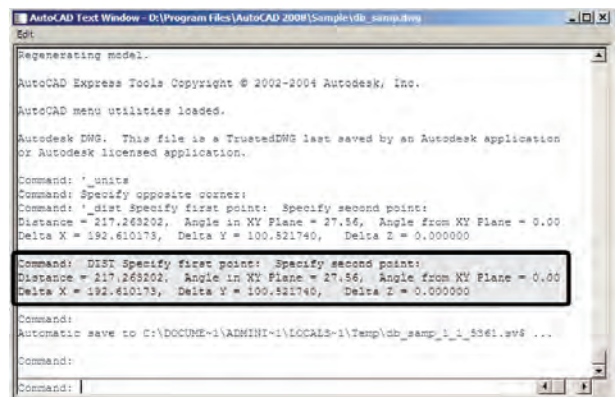 AutoCAD Text Window - D:\Program Files\AutoCAD 2008\Sample\db_samp.dwg
Edit
Regenerating model.
AutoCAD Express Tools Copyright © 2002-2004 Autodesk, Inc.
AutoCAD menu utilities loaded.
Autodesk DWG.  This file is a TrustedDWG last saved by an Autodesk application
or Autodesk licensed application.
Command: '_units
Command: Specify opposite corner:
Command: '_dist Specify first point:  Specify second point:
Distance = 217.263202,  Angle in XY Plane = 27.56,  Angle from XY Plane = 0.00
Delta X = 192.610173,  Delta Y = 100.521740,   Delta Z = 0.000000
Command:  DIST Specify first point:  Specify second point:
Distance = 217.263202,  Angle in XY Plane = 27.56,  Angle from XY Plane = 0.00
Delta X = 192.610173,  Delta Y = 100.521740,   Delta Z = 0.000000
Command:
Automatic save to C:\DOCUME~1\ADMINI~1\LOCALS~1\Temp\db_samp_1_1_5361.sv$ ...
Command:
Command: